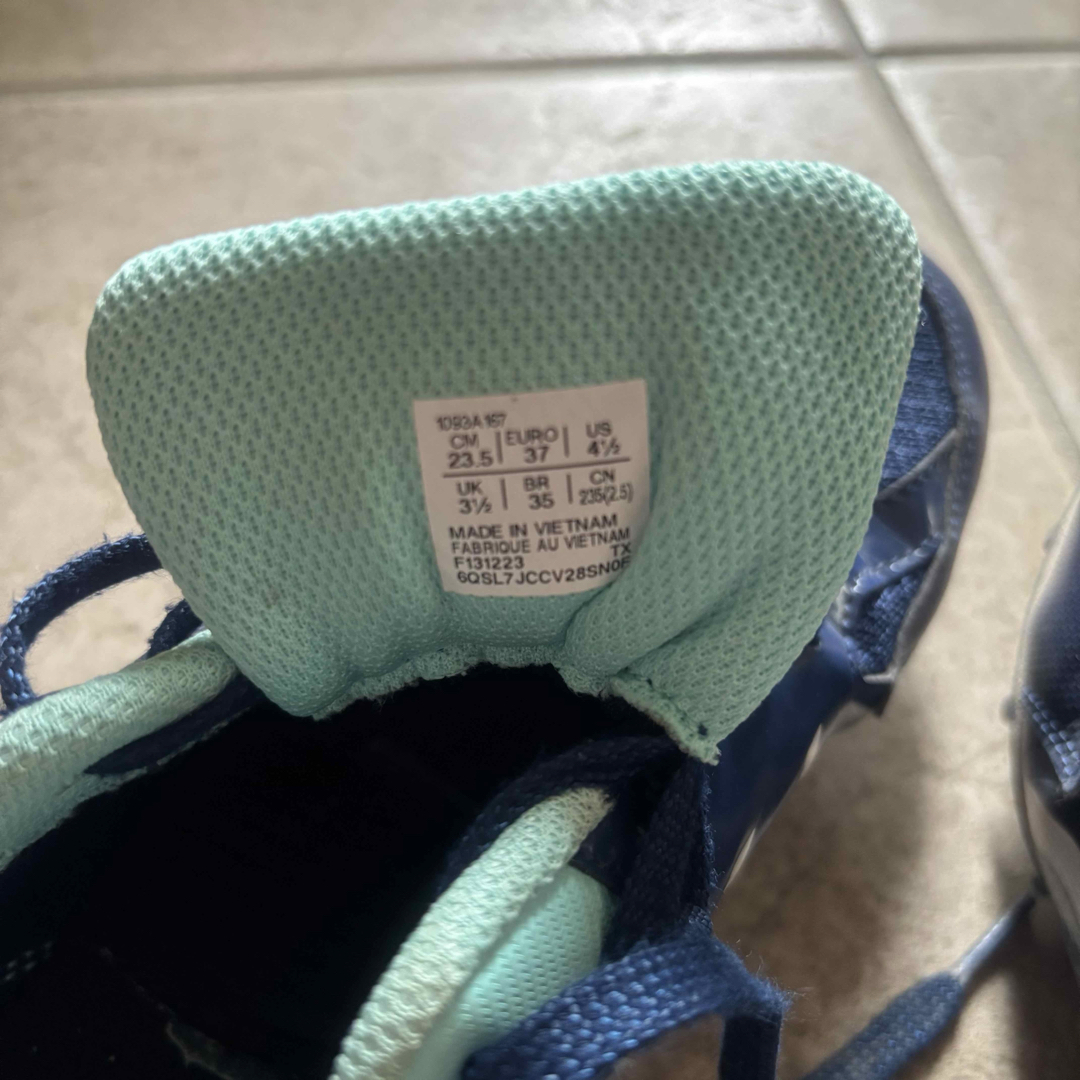 1093A167
CM | EURO | US
23.5 | 37 | 4½
UK | BR | CN
3½ | 35 | 235(2.5)
MADE IN VIETNAM
FABRIQUE AU VIETNAM
F131223 TX